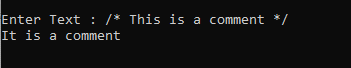 Enter Text : /* This is a comment */
It is a comment